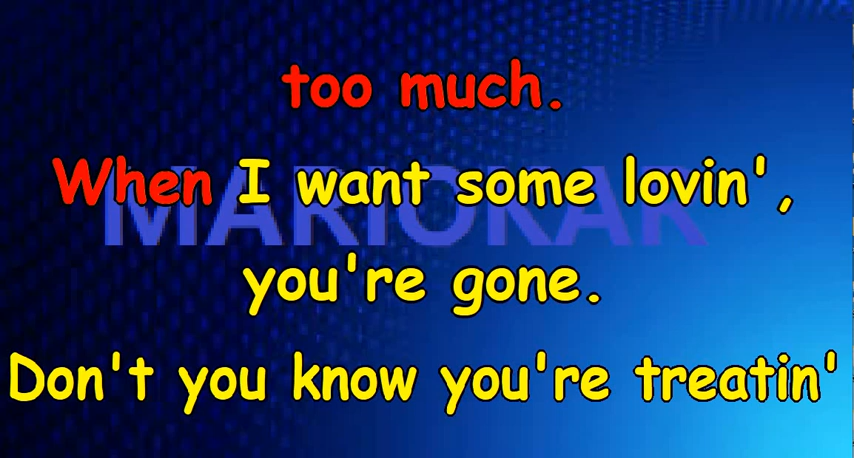 too much.
When I want some lovin',
MARIOKAR
you're gone.
Don't you know you're treatin'